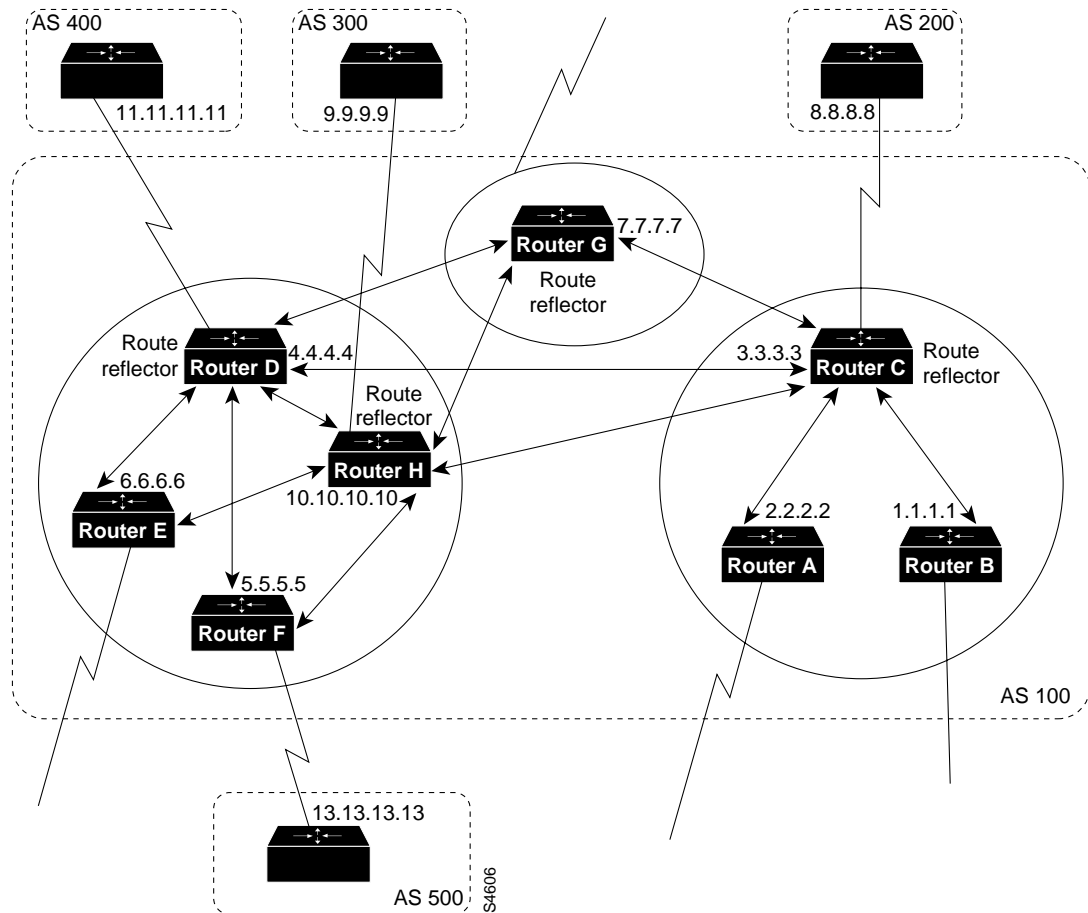 AS 400
AS 300
AS 200
11.11.11.11
9.9.9.9
8.8.8.8
7.7.7.7
Router G
Route
reflector
Route
reflector
Router D
4.4.4.4
3.3.3.3
Router C
Route
reflector
Route
reflector
Router H
10.10.10.10
6.6.6.6
Router E
2.2.2.2
Router A
1.1.1.1
Router B
5.5.5.5
Router F
AS 100
13.13.13.13
AS 500
S4606